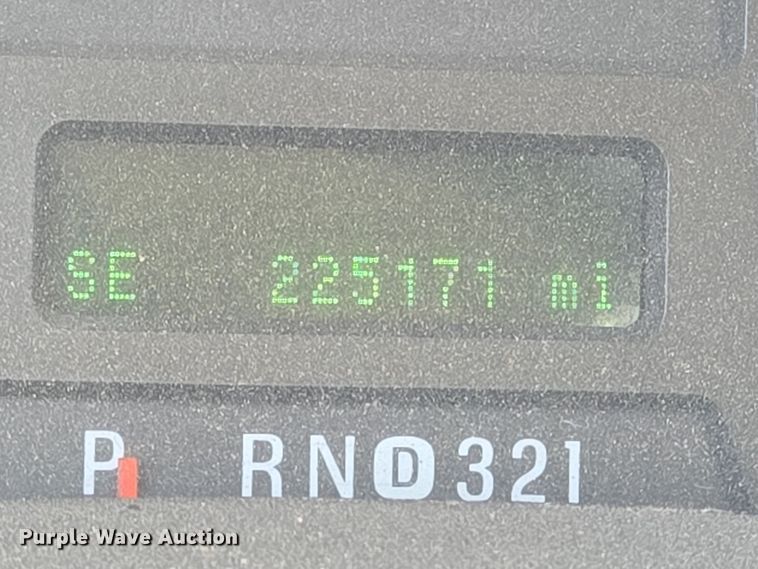 SE 225171 mi
P RND321
Purple Wave Auction